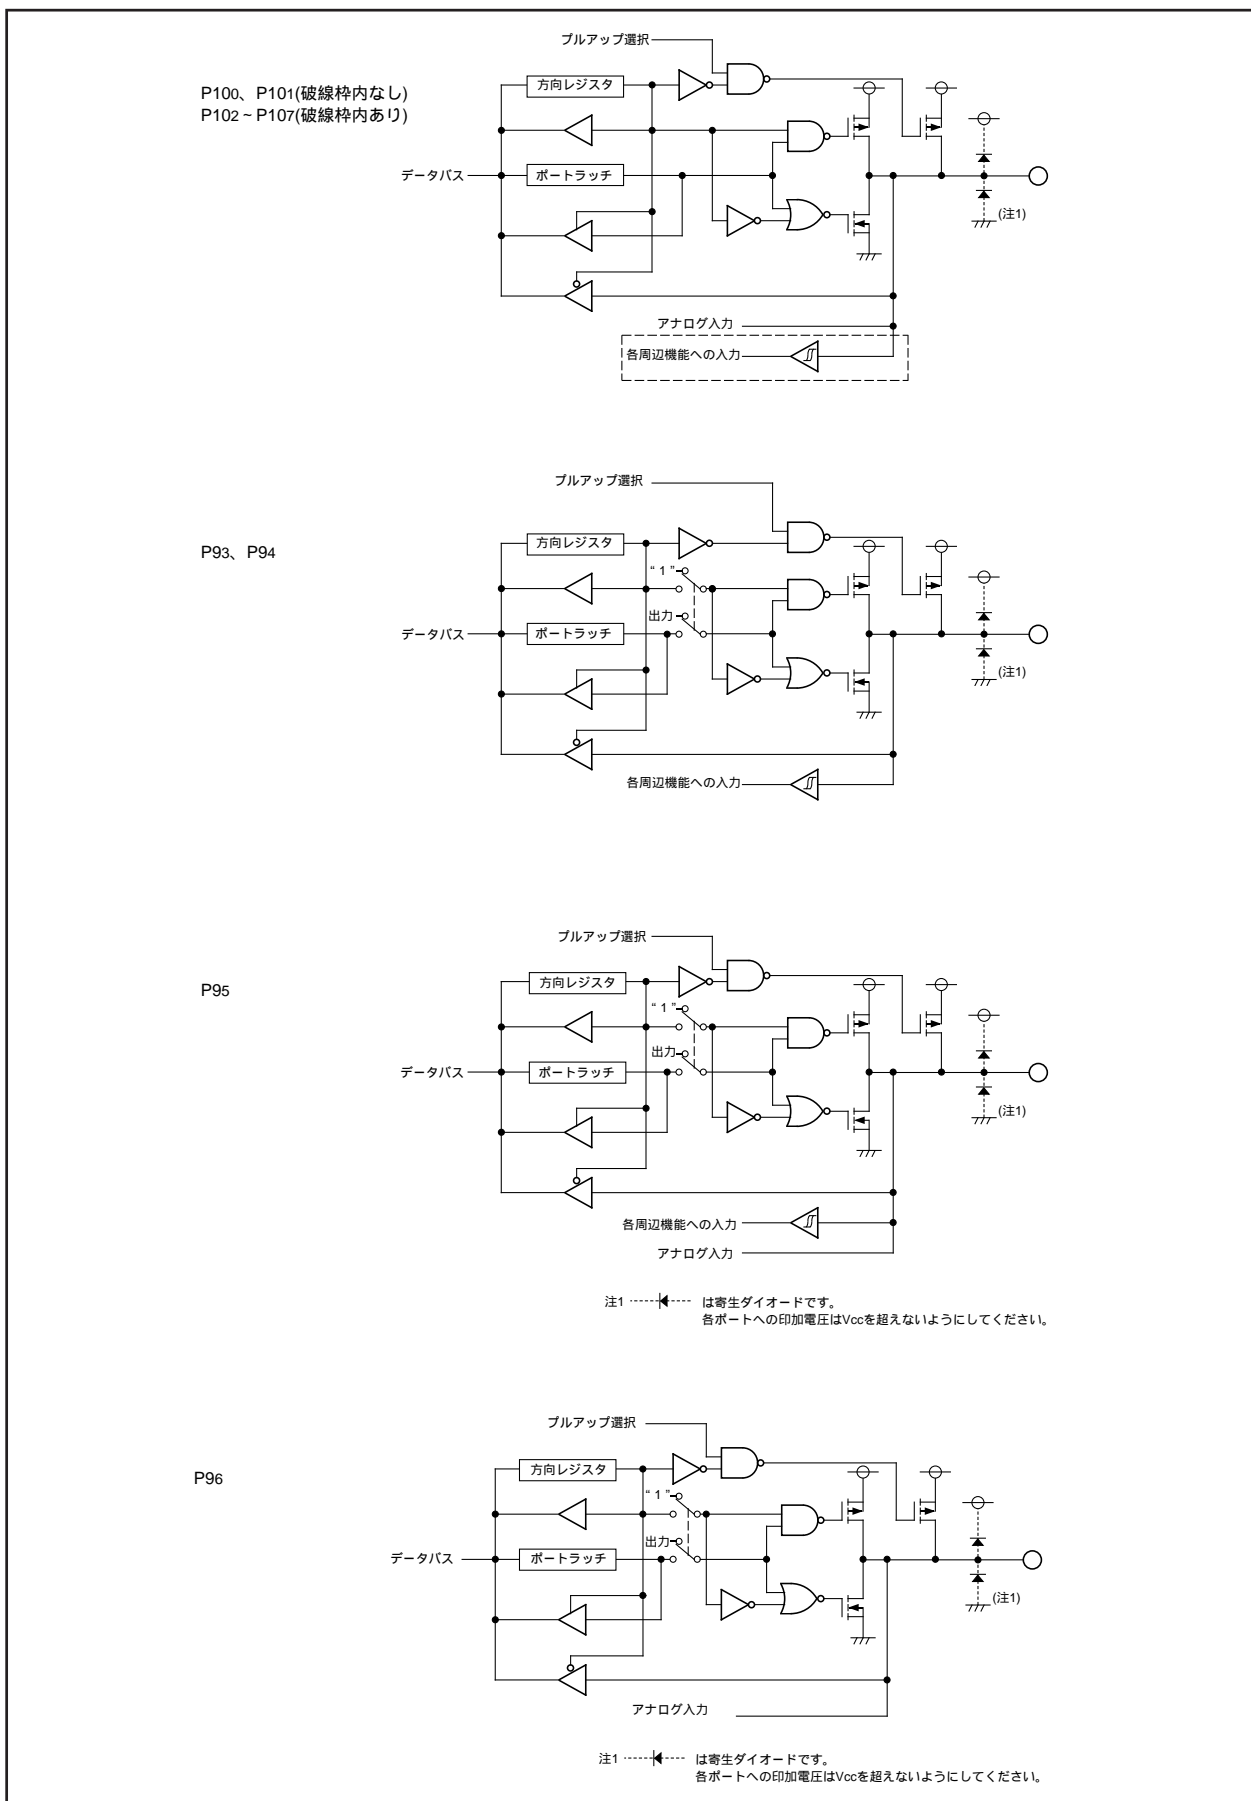 プルアップ選択
P100、P101(破線枠内なし)
P102 ~ P107(破線枠内あり)
方向レジスタ
データバス
ポートラッチ
(注1)
アナログ入力
各周辺機能への入力
プルアップ選択
P93、P94
方向レジスタ
“ 1 ”
出力
データバス
ポートラッチ
(注1)
各周辺機能への入力
プルアップ選択
P95
方向レジスタ
“ 1 ”
出力
データバス
ポートラッチ
(注1)
各周辺機能への入力
アナログ入力
注1 は寄生ダイオードです。
各ポートへの印加電圧はVccを超えないようにしてください。
プルアップ選択
P96
方向レジスタ
“ 1 ”
出力
データバス
ポートラッチ
(注1)
アナログ入力
注1 は寄生ダイオードです。
各ポートへの印加電圧はVccを超えないようにしてください。